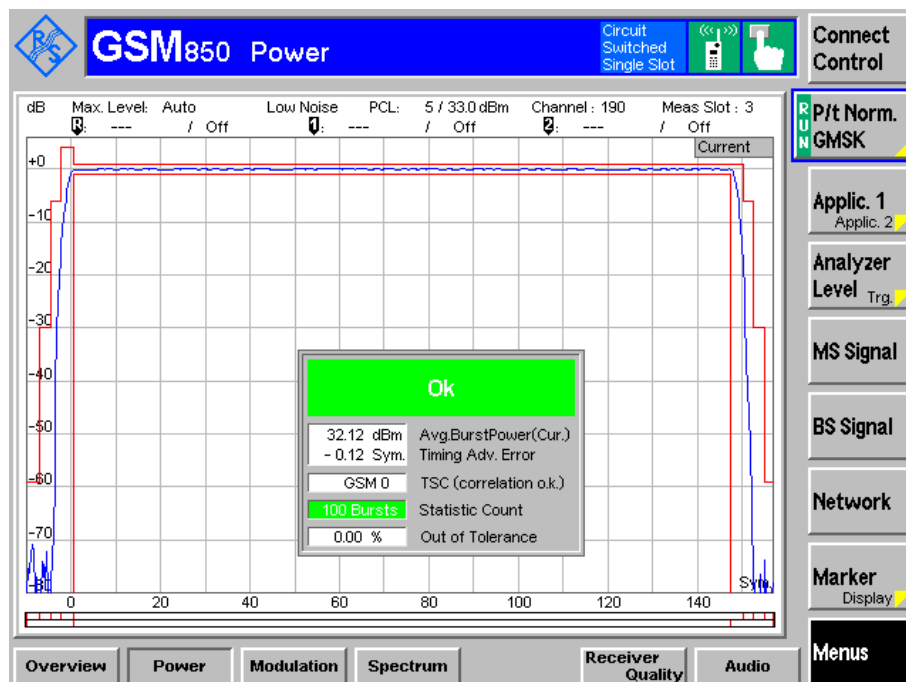 R S
GSM850 Power
Circuit
Switched
Single Slot
Connect
Control
dB Max. Level: Auto Low Noise PCL: 5 / 33.0 dBm Channel : 190 Meas Slot : 3
R: --- / Off 1: --- / Off 2: --- / Off
Current
+0
-10
-20
-30
-40
-50
-60
-70
-80
Ok
32.12 dBm Avg.BurstPower(Cur.)
- 0.12 Sym. Timing Adv. Error
GSM 0 TSC (correlation o.k.)
100 Bursts Statistic Count
0.00 % Out of Tolerance
Sym.
0 20 40 60 80 100 120 140
RUN
P/t Norm.
GMSK
Applic. 1
Applic. 2
Analyzer
Level Trg.
MS Signal
BS Signal
Network
Marker
Display
Menus
Overview Power Modulation Spectrum Receiver Quality Audio